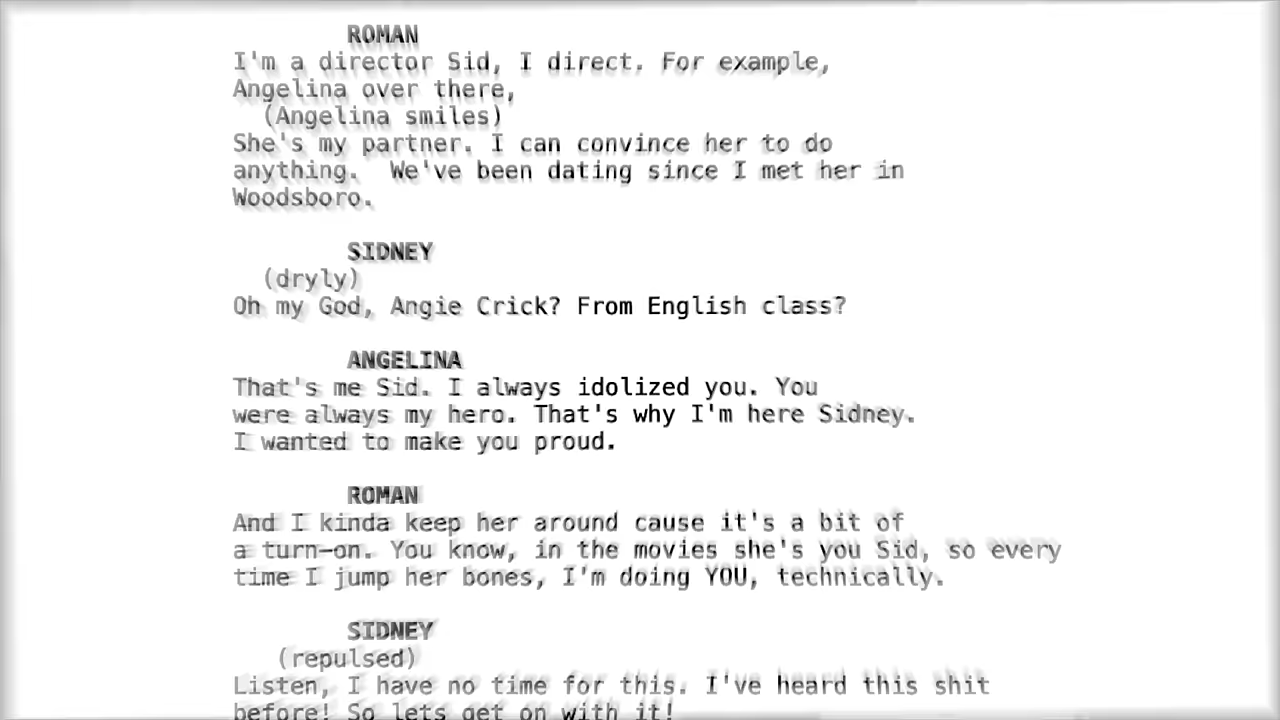 ROMAN
I'm a director Sid, I direct. For example,
Angelina over there,
(Angelina smiles)
She's my partner. I can convince her to do
anything.  We've been dating since I met her in
Woodsboro.
SIDNEY
(dryly)
Oh my God, Angie Crick? From English class?
ANGELINA
That's me Sid. I always idolized you. You
were always my hero. That's why I'm here Sidney.
I wanted to make you proud.
ROMAN
And I kinda keep her around cause it's a bit of
a turn-on. You know, in the movies she's you Sid, so every
time I jump her bones, I'm doing YOU, technically.
SIDNEY
(repulsed)
Listen, I have no time for this. I've heard this shit
before! So lets get on with it!